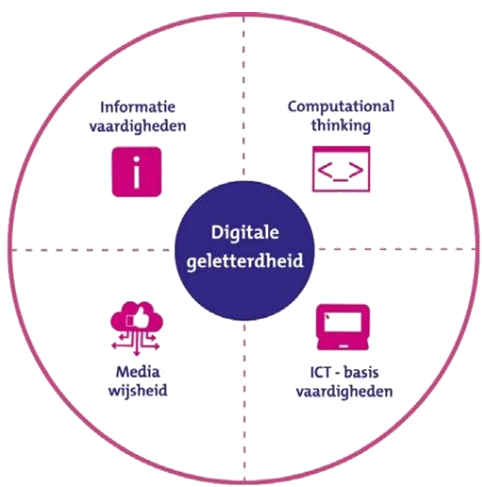 Informatie
vaardigheden
Computational
thinking
i
<_>
Digitale
geletterdheid
Media
wijsheid
ICT - basis
vaardigheden